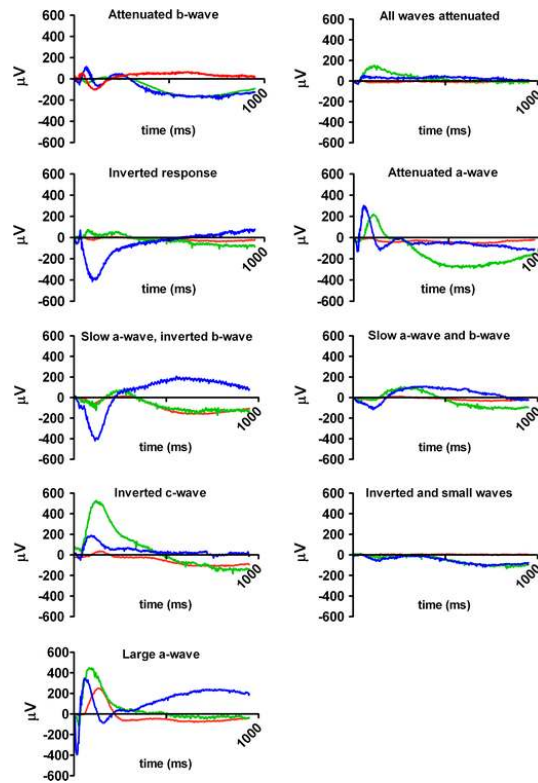 Attenuated b-wave
600
400
200
0
-200
-400
-600
μV
time (ms)
1000
All waves attenuated
600
400
200
0
-200
-400
-600
μV
time (ms)
1000
Inverted response
600
400
200
0
-200
-400
-600
μV
time (ms)
1000
Attenuated a-wave
600
400
200
0
-200
-400
-600
μV
time (ms)
1000
Slow a-wave, inverted b-wave
600
400
200
0
-200
-400
-600
μV
time (ms)
1000
Slow a-wave and b-wave
600
400
200
0
-200
-400
-600
μV
time (ms)
1000
Inverted c-wave
600
400
200
0
-200
-400
-600
μV
time (ms)
1000
Inverted and small waves
600
400
200
0
-200
-400
-600
μV
time (ms)
1000
Large a-wave
600
400
200
0
-200
-400
-600
μV
time (ms)
1000